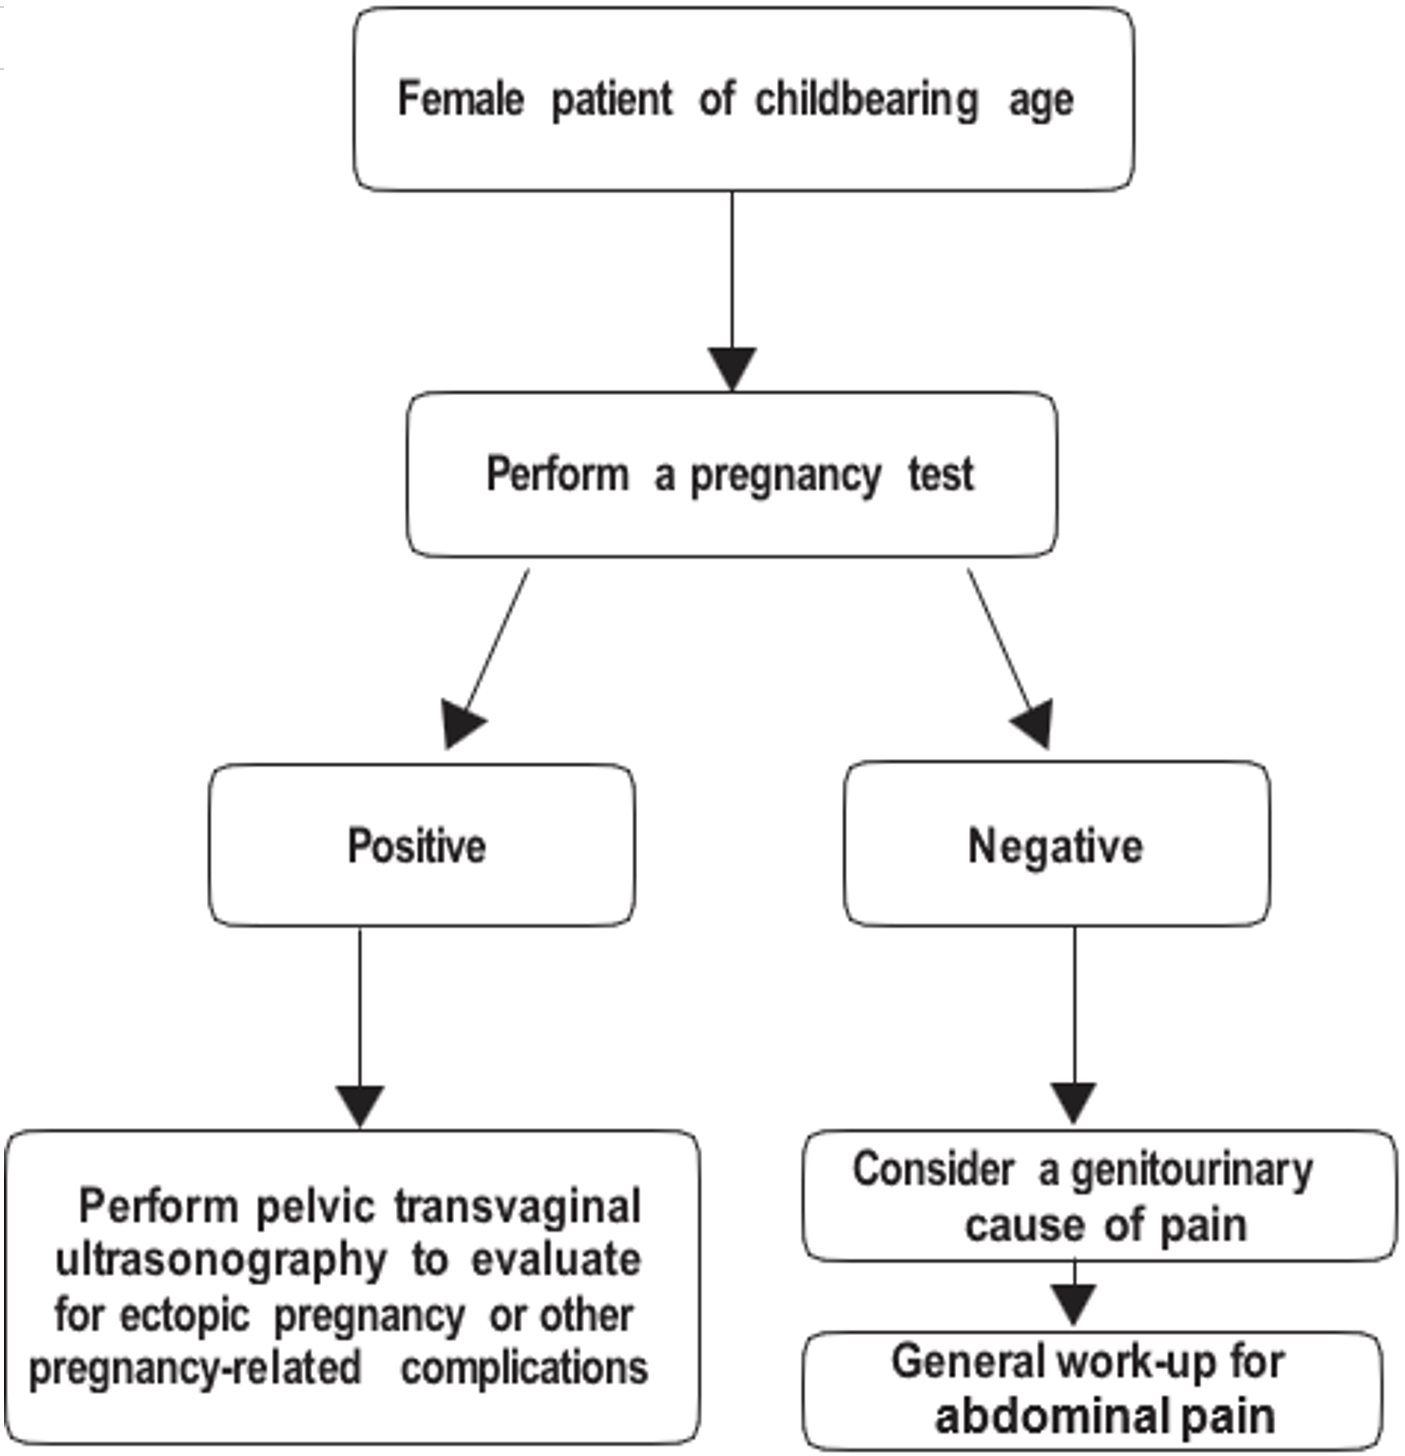 Female patient of childbearing age
Perform a pregnancy test
Positive
Negative
Perform pelvic transvaginal
ultrasonography to evaluate
for ectopic pregnancy or other
pregnancy-related complications
Consider a genitourinary
cause of pain
General work-up for
abdominal pain